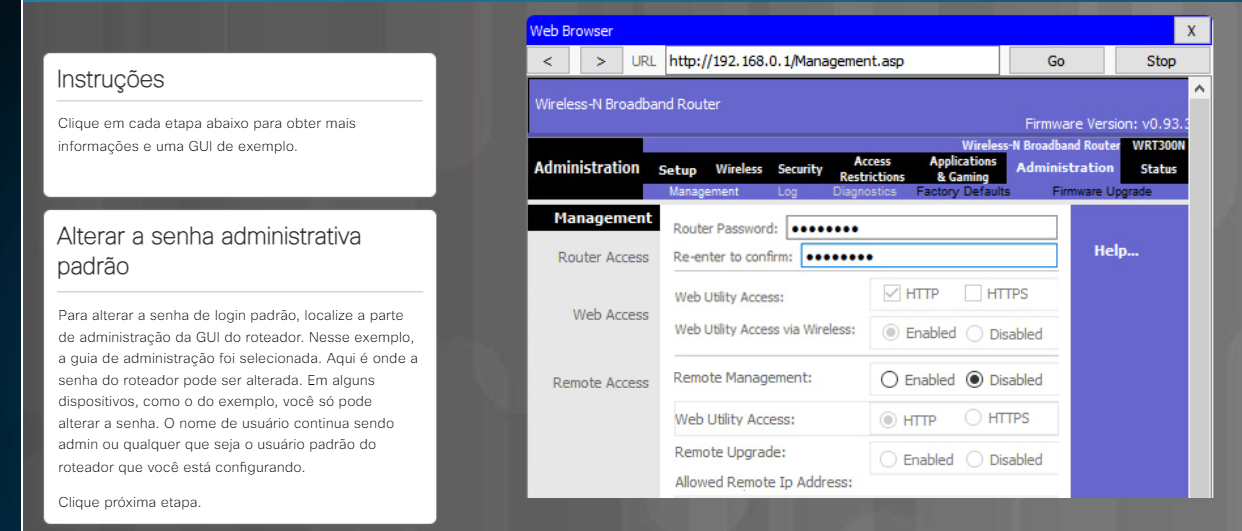 Instruções
Clique em cada etapa abaixo para obter mais
informações e uma GUI de exemplo.
Alterar a senha administrativa
padrão
Para alterar a senha de login padrão, localize a parte
de administração da GUI do roteador. Nesse exemplo,
a guia de administração foi selecionada. Aqui é onde a
senha do roteador pode ser alterada. Em alguns
dispositivos, como o do exemplo, você só pode
alterar a senha. O nome de usuário continua sendo
admin ou qualquer que seja o usuário padrão do
roteador que você está configurando.
Clique próxima etapa.
Web Browser X
< > URL http://192.168.0.1/Management.asp Go Stop
Wireless-N Broadband Router
Firmware Version: v0.93.3
Wireless-N Broadband Router WRT300N
Administration Setup Wireless Security Access Restrictions Applications & Gaming Administration Status
Management Log Diagnostics Factory Defaults Firmware Upgrade
Management
Router Access
Web Access
Remote Access
Router Password: ●●●●●●●●
Re-enter to confirm: ●●●●●●●●
Web Utility Access: HTTP HTTPS
Web Utility Access via Wireless: Enabled Disabled
Remote Management: Enabled Disabled
Web Utility Access: HTTP HTTPS
Remote Upgrade: Enabled Disabled
Allowed Remote Ip Address:
Help...